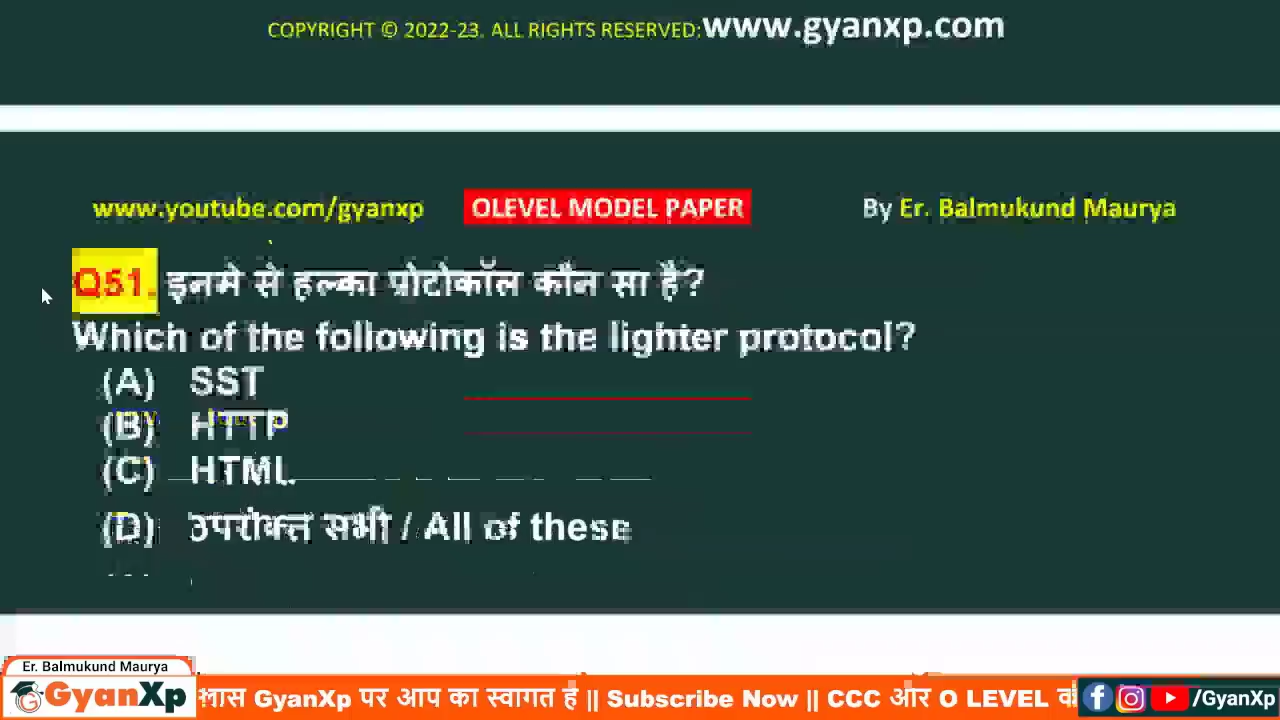 COPYRIGHT © 2022-23. ALL RIGHTS RESERVED:www.gyanxp.com
www.youtube.com/gyanxp OLEVEL MODEL PAPER By Er. Balmukund Maurya
Q51. इनमे से हल्का प्रोटोकॉल कौन सा है?
Which of the following is the lighter protocol?
(A) SST
(B) HTTP
(C) HTML
(D) उपरोक्त सभी / All of these
Er. Balmukund Maurya
GyanXp
GyanXp पर आप का स्वागत है || Subscribe Now || CCC और O LEVEL
/GyanXp